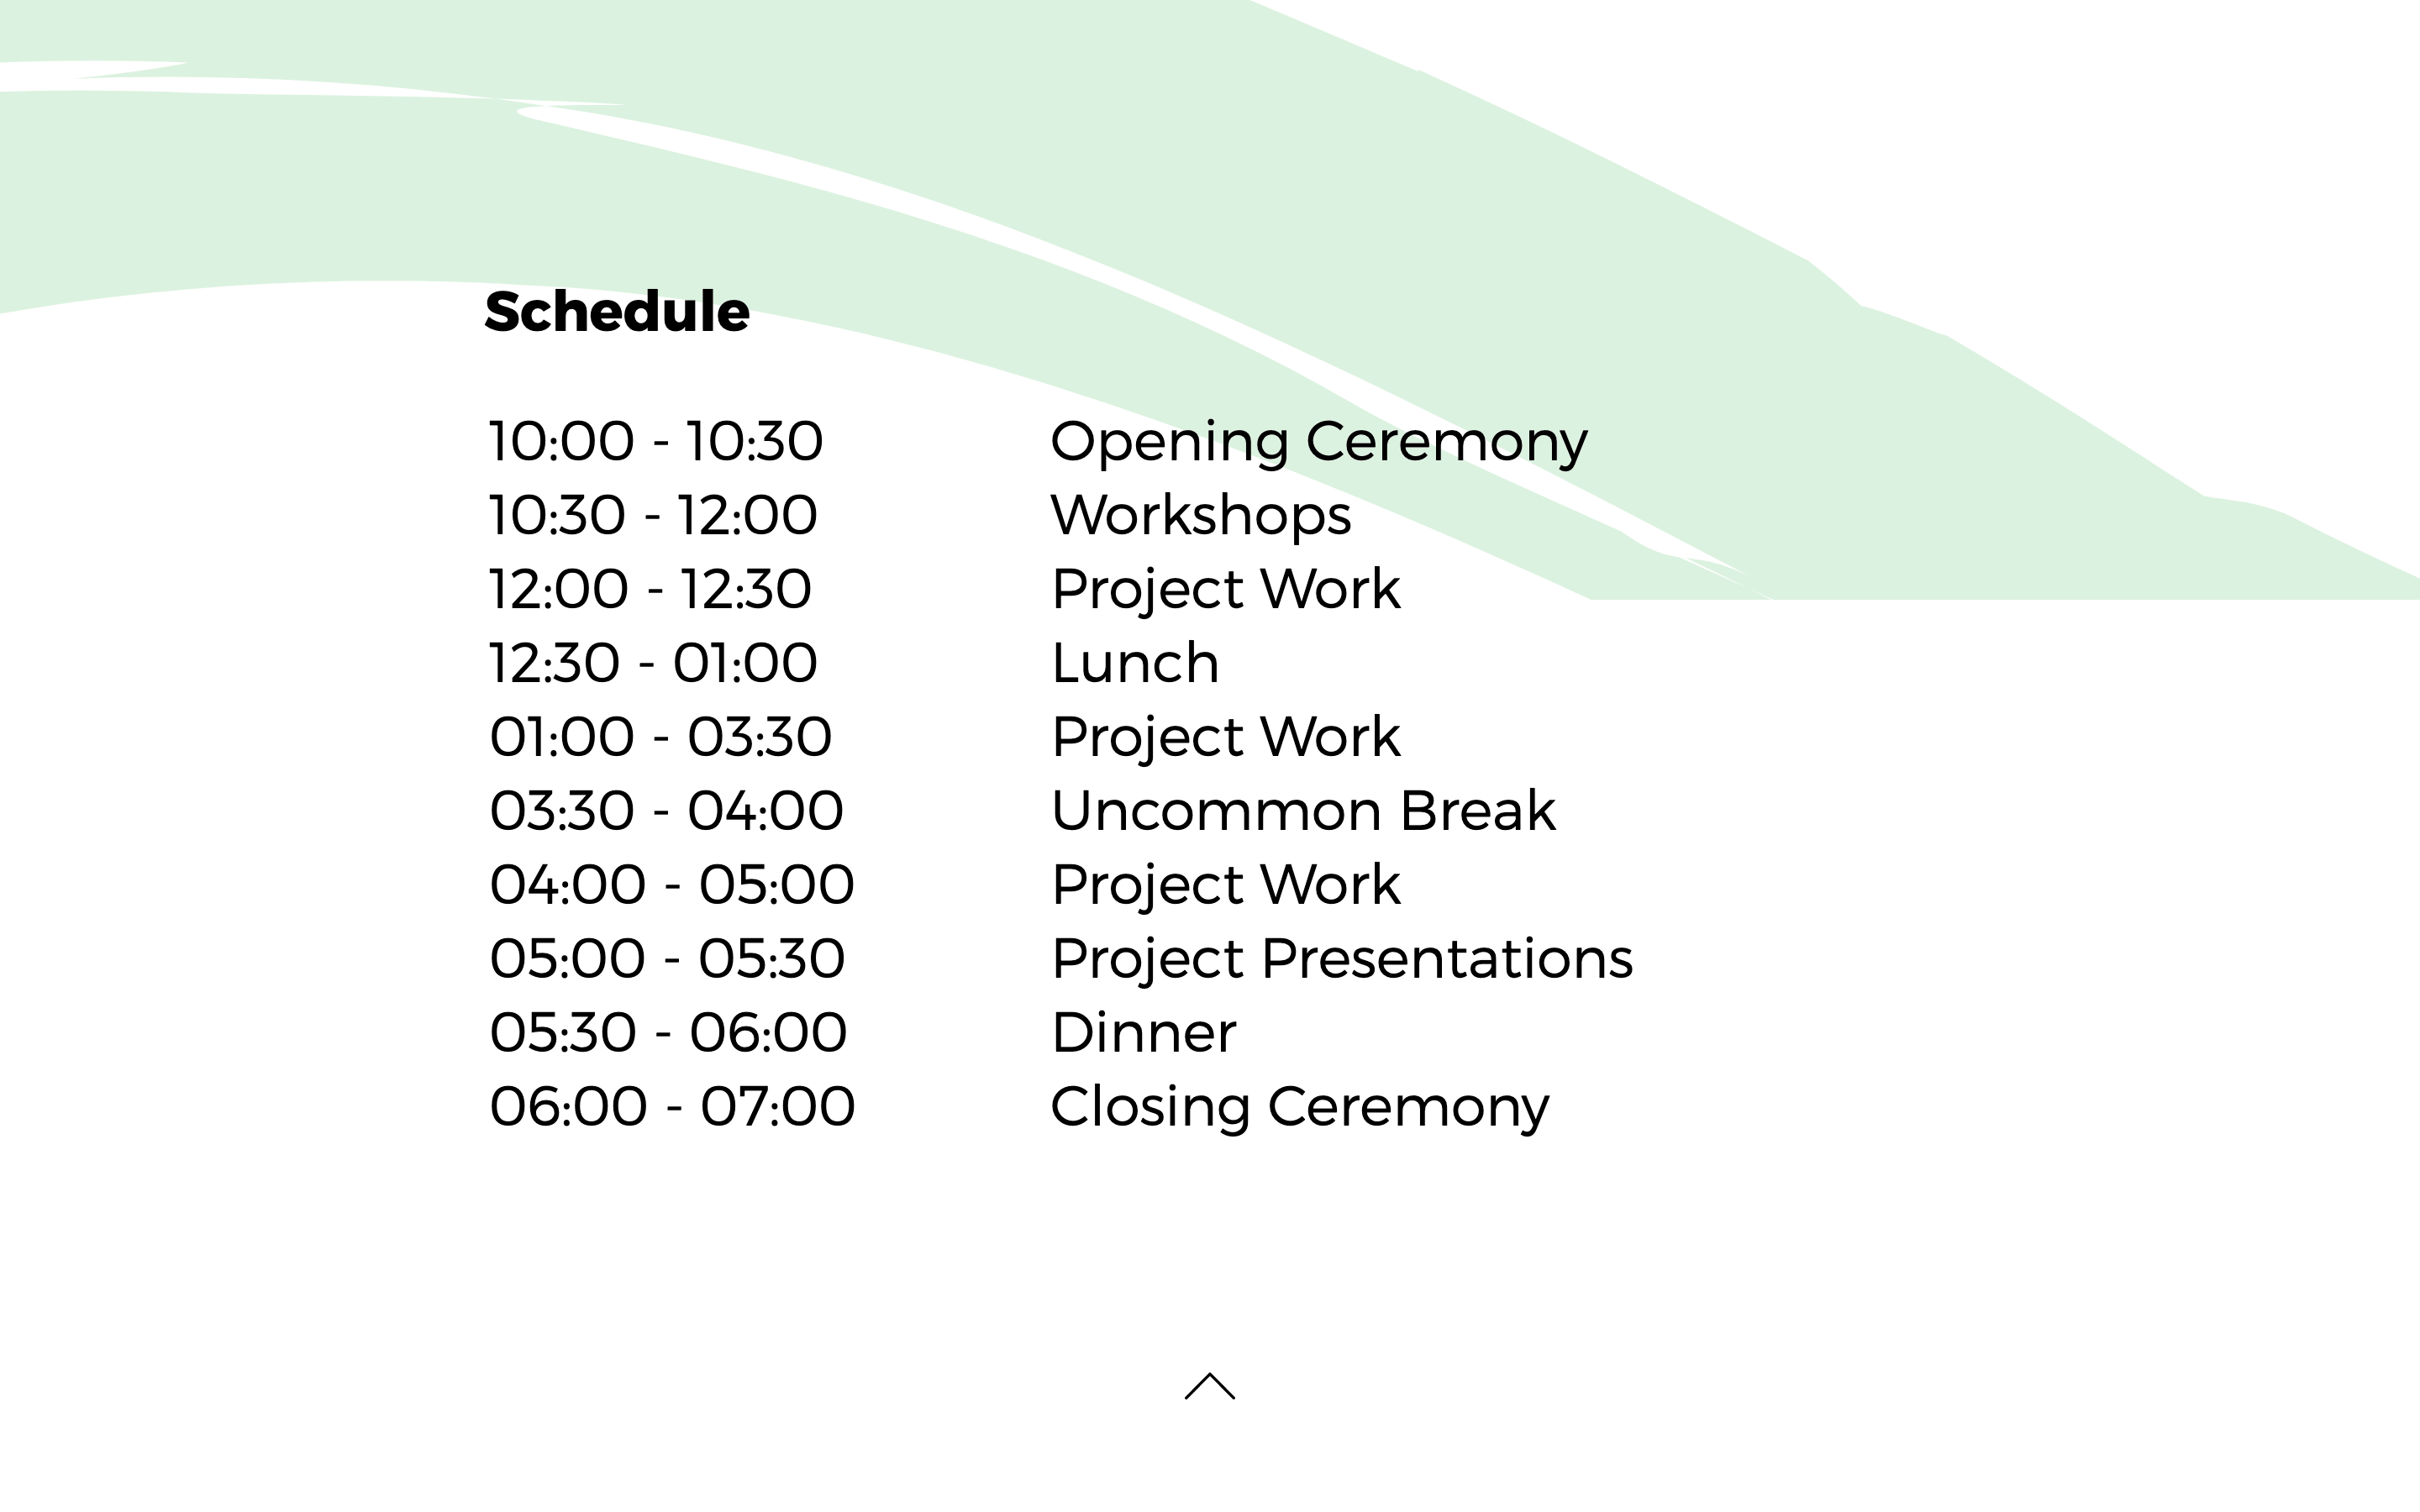 Schedule
10:00 - 10:30 Opening Ceremony
10:30 - 12:00 Workshops
12:00 - 12:30 Project Work
12:30 - 01:00 Lunch
01:00 - 03:30 Project Work
03:30 - 04:00 Uncommon Break
04:00 - 05:00 Project Work
05:00 - 05:30 Project Presentations
05:30 - 06:00 Dinner
06:00 - 07:00 Closing Ceremony